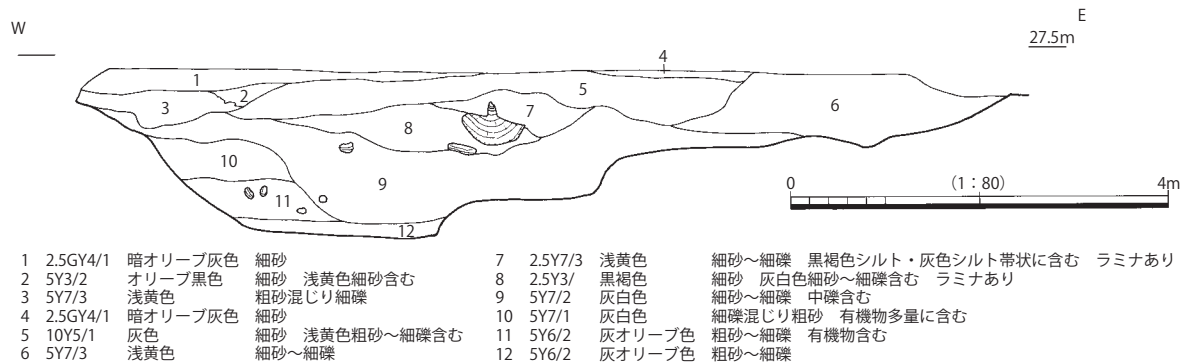 W
E
27.5m
4
1
2
5
3
7
6
8
10
9
11
12
0 (1：80) 4m
1 2.5GY4/1 暗オリーブ灰色 細砂
2 5Y3/2 オリーブ黒色 細砂 浅黄色細砂含む
3 5Y7/3 浅黄色 粗砂混じり細礫
4 2.5GY4/1 暗オリーブ灰色 細砂
5 10Y5/1 灰色 細砂 浅黄色粗砂～細礫含む
6 5Y7/3 浅黄色 細砂～細礫
7 2.5Y7/3 浅黄色 細砂～細礫 黒褐色シルト・灰色シルト帯状に含む ラミナあり
8 2.5Y3/ 黒褐色 細砂 灰白色細砂～細礫含む ラミナあり
9 5Y7/2 灰白色 細砂～細礫 中礫含む
10 5Y7/1 灰白色 細礫混じり粗砂 有機物多量に含む
11 5Y6/2 灰オリーブ色 粗砂～細礫 有機物含む
12 5Y6/2 灰オリーブ色 粗砂～細礫